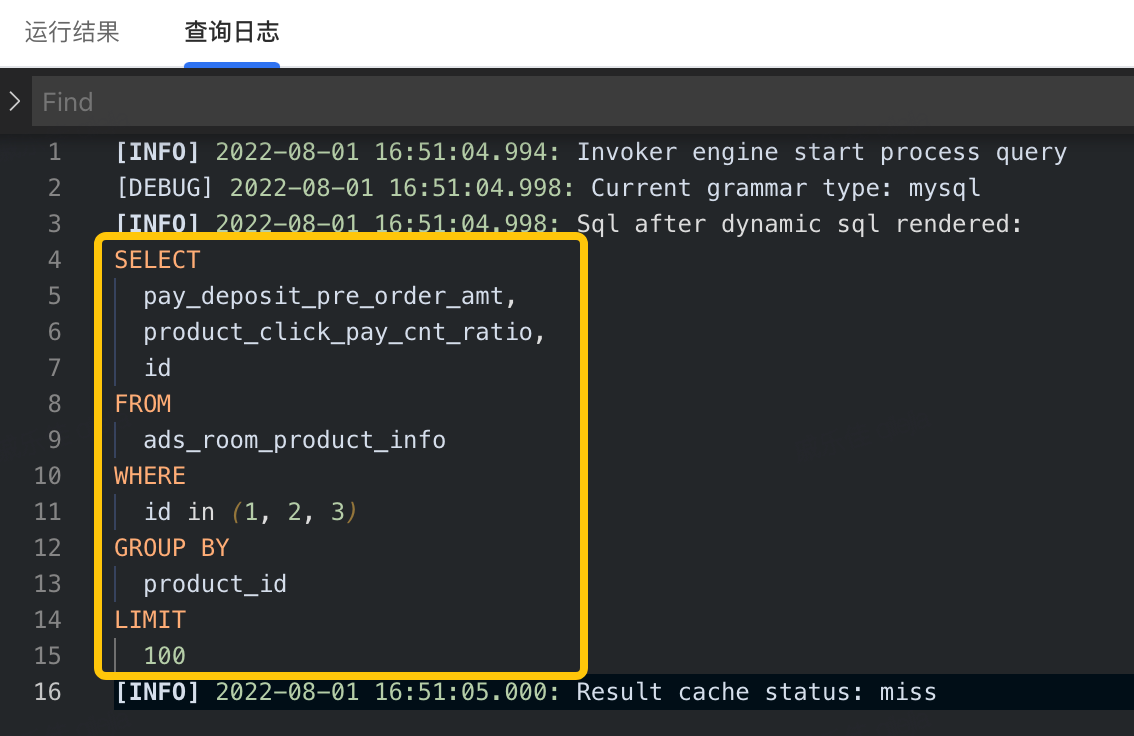 运行结果 查询日志
Find
1 [INFO] 2022-08-01 16:51:04.994: Invoker engine start process query
2 [DEBUG] 2022-08-01 16:51:04.998: Current grammar type: mysql
3 [INFO] 2022-08-01 16:51:04.998: Sql after dynamic sql rendered:
4 SELECT
5 pay_deposit_pre_order_amt,
6 product_click_pay_cnt_ratio,
7 id
8 FROM
9 ads_room_product_info
10 WHERE
11 id in (1, 2, 3)
12 GROUP BY
13 product_id
14 LIMIT
15 100
16 [INFO] 2022-08-01 16:51:05.000: Result cache status: miss